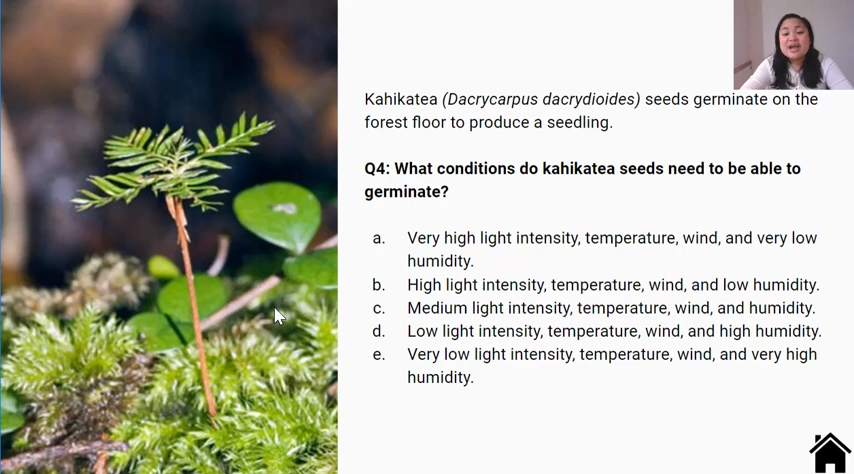 Kahikatea (Dacrycarpus dacrydioides) seeds germinate on the
forest floor to produce a seedling.
Q4: What conditions do kahikatea seeds need to be able to
germinate?
a. Very high light intensity, temperature, wind, and very low
humidity.
b. High light intensity, temperature, wind, and low humidity.
c. Medium light intensity, temperature, wind, and humidity.
d. Low light intensity, temperature, wind, and high humidity.
e. Very low light intensity, temperature, wind, and very high
humidity.